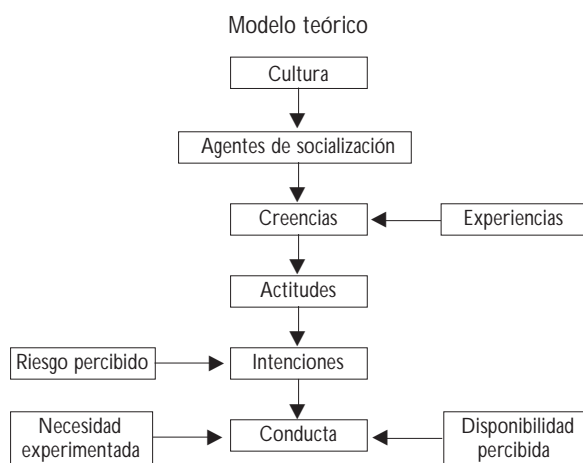 Modelo teórico
Cultura
Agentes de socialización
Creencias
Experiencias
Actitudes
Riesgo percibido
Intenciones
Necesidad
experimentada
Conducta
Disponibilidad
percibida